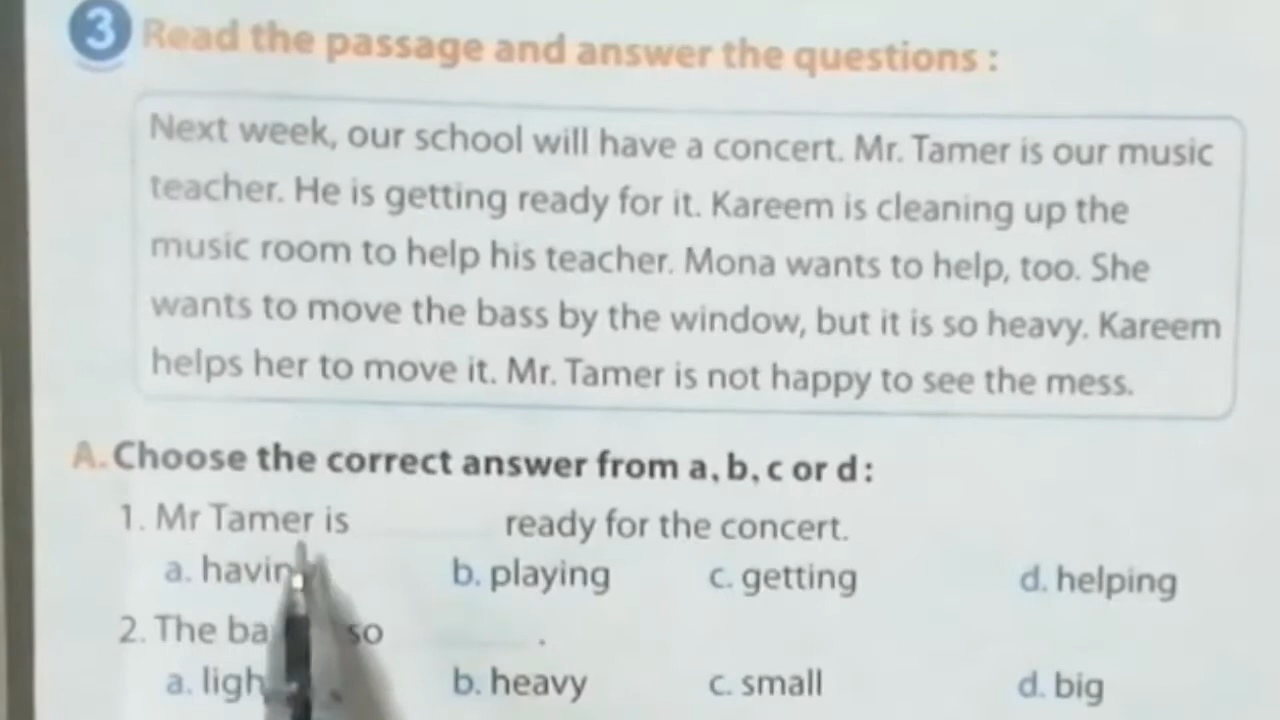 3 Read the passage and answer the questions :
Next week, our school will have a concert. Mr. Tamer is our music
teacher. He is getting ready for it. Kareem is cleaning up the
music room to help his teacher. Mona wants to help, too. She
wants to move the bass by the window, but it is so heavy. Kareem
helps her to move it. Mr. Tamer is not happy to see the mess.
A. Choose the correct answer from a, b, c or d :
1. Mr Tamer is ready for the concert.
a. having b. playing c. getting d. helping
2. The so .
a. b. heavy c. small d. big